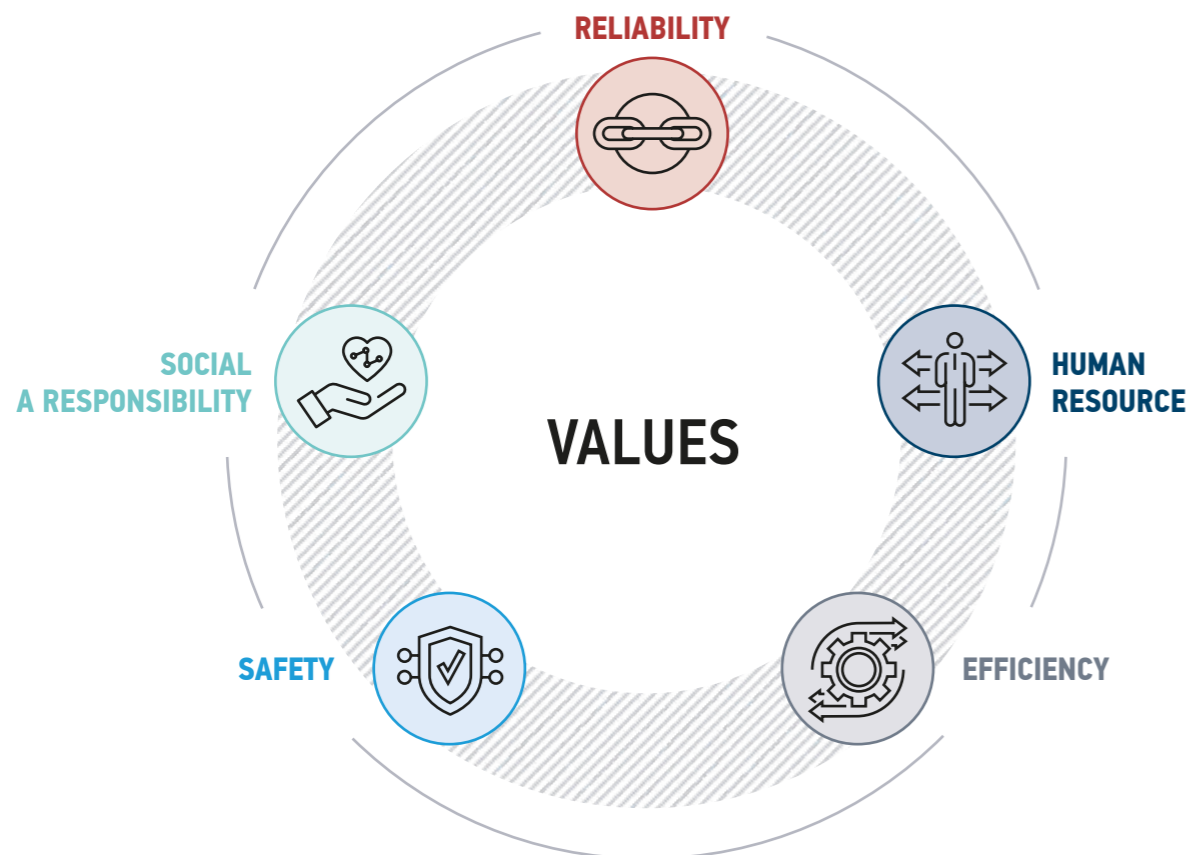 RELIABILITY
SOCIAL
A RESPONSIBILITY
HUMAN
RESOURCE
VALUES
SAFETY
EFFICIENCY